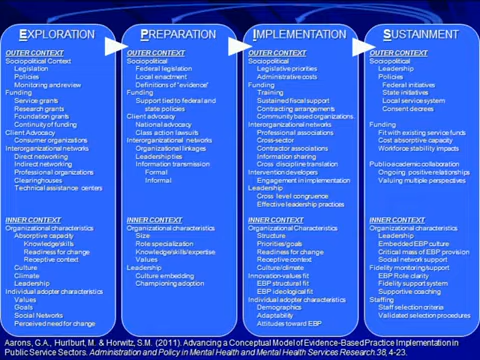 EXPLORATION
OUTER CONTEXT
Sociopolitical Context
Legislation
Policies
Monitoring and review
Funding
Service grants
Research grants
Foundation grants
Continuity of funding
Client Advocacy
Consumer organizations
Interorganizational networks
Direct networking
Indirect networking
Professional organizations
Clearinghouses
Technical assistance centers
INNER CONTEXT
Organizational characteristics
Absorptive capacity
Knowledge/skills
Readiness for change
Receptive context
Culture
Climate
Leadership
Individual adopter characteristics
Values
Goals
Social Networks
Perceived need for change
PREPARATION
OUTER CONTEXT
Sociopolitical
Federal legislation
Local enactment
Definitions of "evidence"
Funding
Support tied to federal and
state policies
Client advocacy
National advocacy
Class action lawsuits
Interorganizational networks
Organizational linkages
Leadership ties
Information transmission:
Formal
Informal
INNER CONTEXT
Organizational characteristics
Size
Role specialization
Knowledge/skills/expertise
Values
Leadership
Culture embedding
Championing adoption
IMPLEMENTATION
OUTER CONTEXT
Sociopolitical
Legislative priorities
Administrative costs
Funding
Training
Sustained fiscal support
Contracting arrangements
Community based organizations.
Interorganizational networks
Professional associations
Cross-sector
Contractor associations
Information sharing
Cross discipline translation
Intervention developers
Engagement in implementation
Leadership
Cross level congruence
Effective leadership practices
INNER CONTEXT
Organizational Characteristics
Structure
Priorities/goals
Readiness for change
Receptive context
Culture/climate
Innovation-values fit
EBP structural fit
EBP ideological fit
Individual adopter characteristics
Demographics
Adaptability
Attitudes toward EBP
SUSTAINMENT
OUTER CONTEXT
Sociopolitical
Leadership
Policies
Federal initiatives
State initiatives
Local service system
Consent decrees
Funding
Fit with existing service funds
Cost absorptive capacity
Workforce stability impacts
Public-academic collaboration
Ongoing positive relationships
Valuing multiple perspectives
INNER CONTEXT
Organizational characteristics
Leadership
Embedded EBP culture
Critical mass of EBP provision
Social network support
Fidelity monitoring/support
EBP Role clarity
Fidelity support system
Supportive coaching
Staffing
Staff selection criteria
Validated selection procedures
Aarons, G.A., Hurlburt, M. & Horwitz, S.M. (2011). Advancing a Conceptual Model of Evidence-Based Practice Implementation in
Public Service Sectors. Administration and Policy in Mental Health and Mental Health Services Research.38, 4-23.